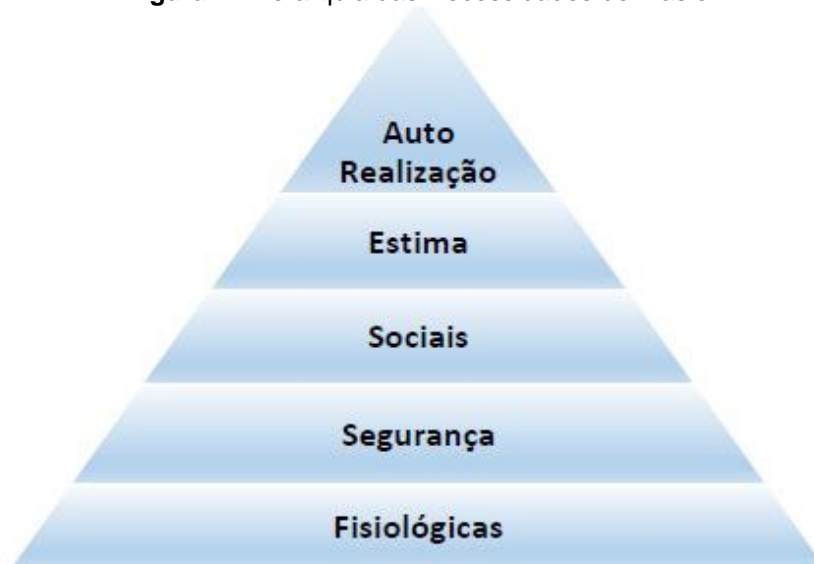 Auto
Realização
Estima
Sociais
Segurança
Fisiológicas